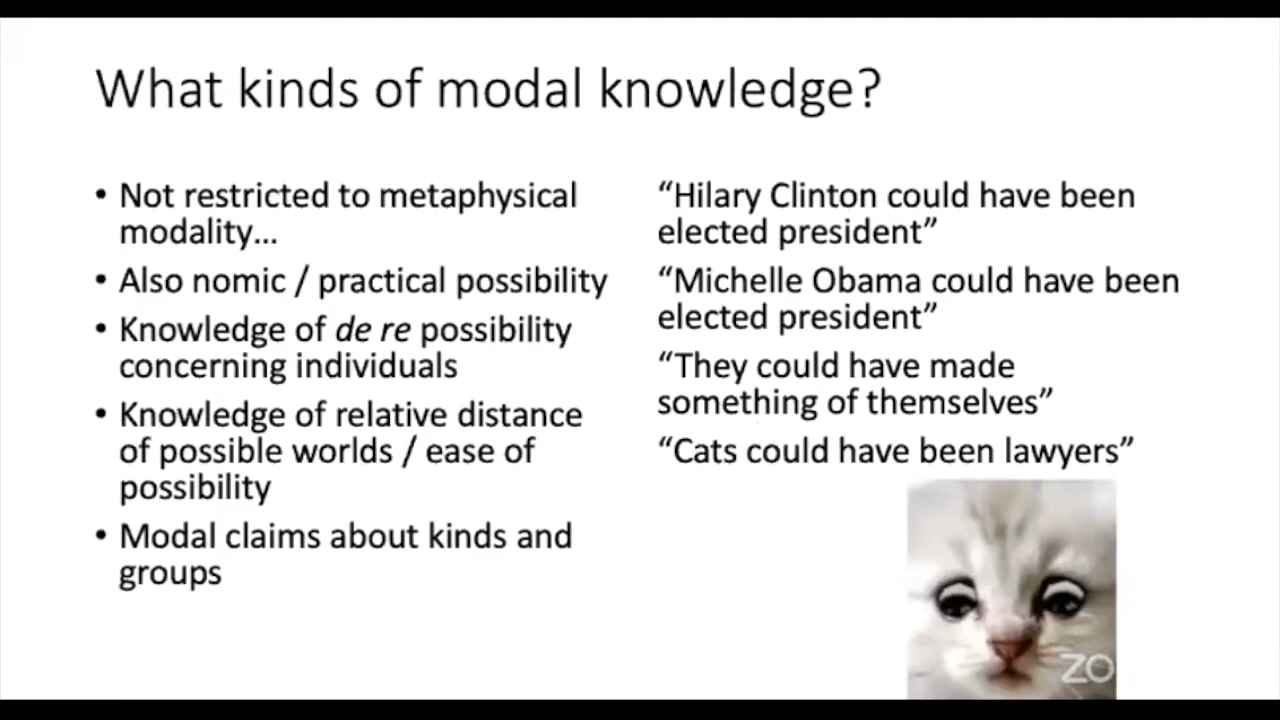 What kinds of modal knowledge?
• Not restricted to metaphysical
modality...
• Also nomic / practical possibility
• Knowledge of de re possibility
concerning individuals
• Knowledge of relative distance
of possible worlds / ease of
possibility
• Modal claims about kinds and
groups
“Hilary Clinton could have been
elected president”
“Michelle Obama could have been
elected president”
“They could have made
something of themselves”
“Cats could have been lawyers”
ZO